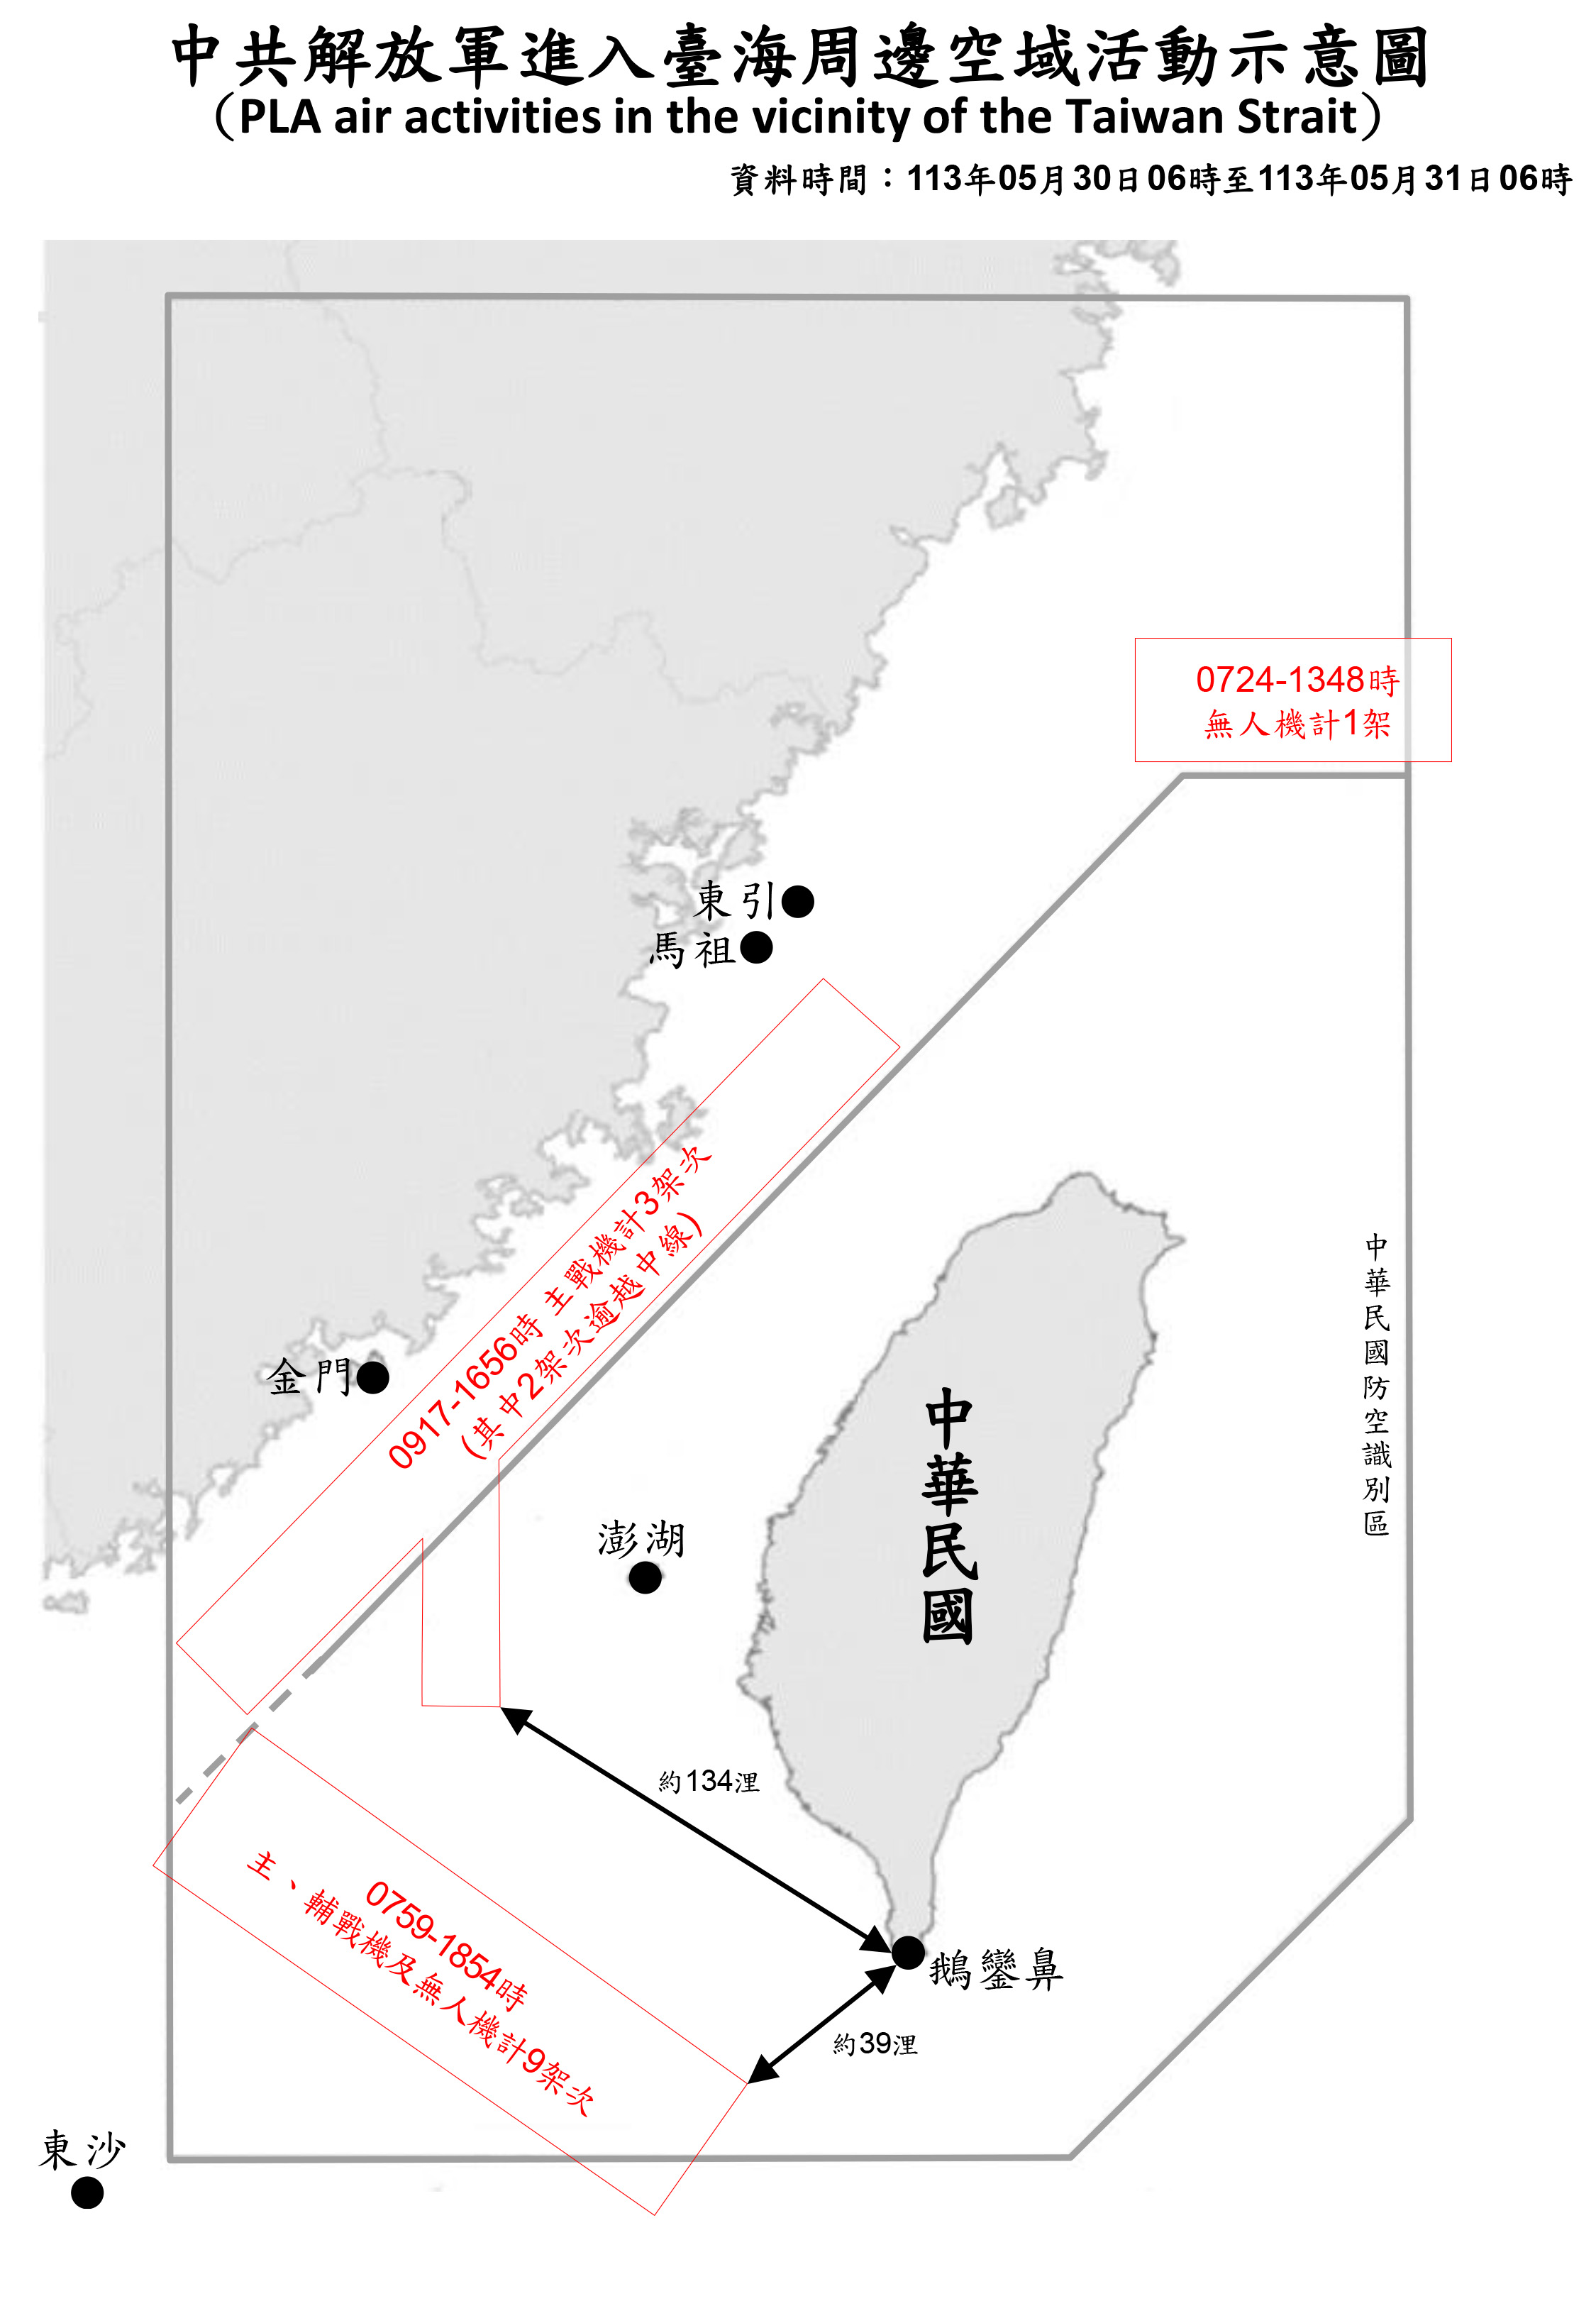 中共解放軍進入臺海周邊空域活動示意圖
（PLA air activities in the vicinity of the Taiwan Strait）
資料時間：113年05月30日06時至113年05月31日06時
0724-1348時
無人機計1架
東引
馬祖
0917-1656時 主戰機計3架次
(其中2架次逾越中線)
金門
澎湖
中華民國
中華民國防空識別區
約134浬
0759-1854時
主、輔戰機及無人機計9架次
鵝鑾鼻
約39浬
東沙